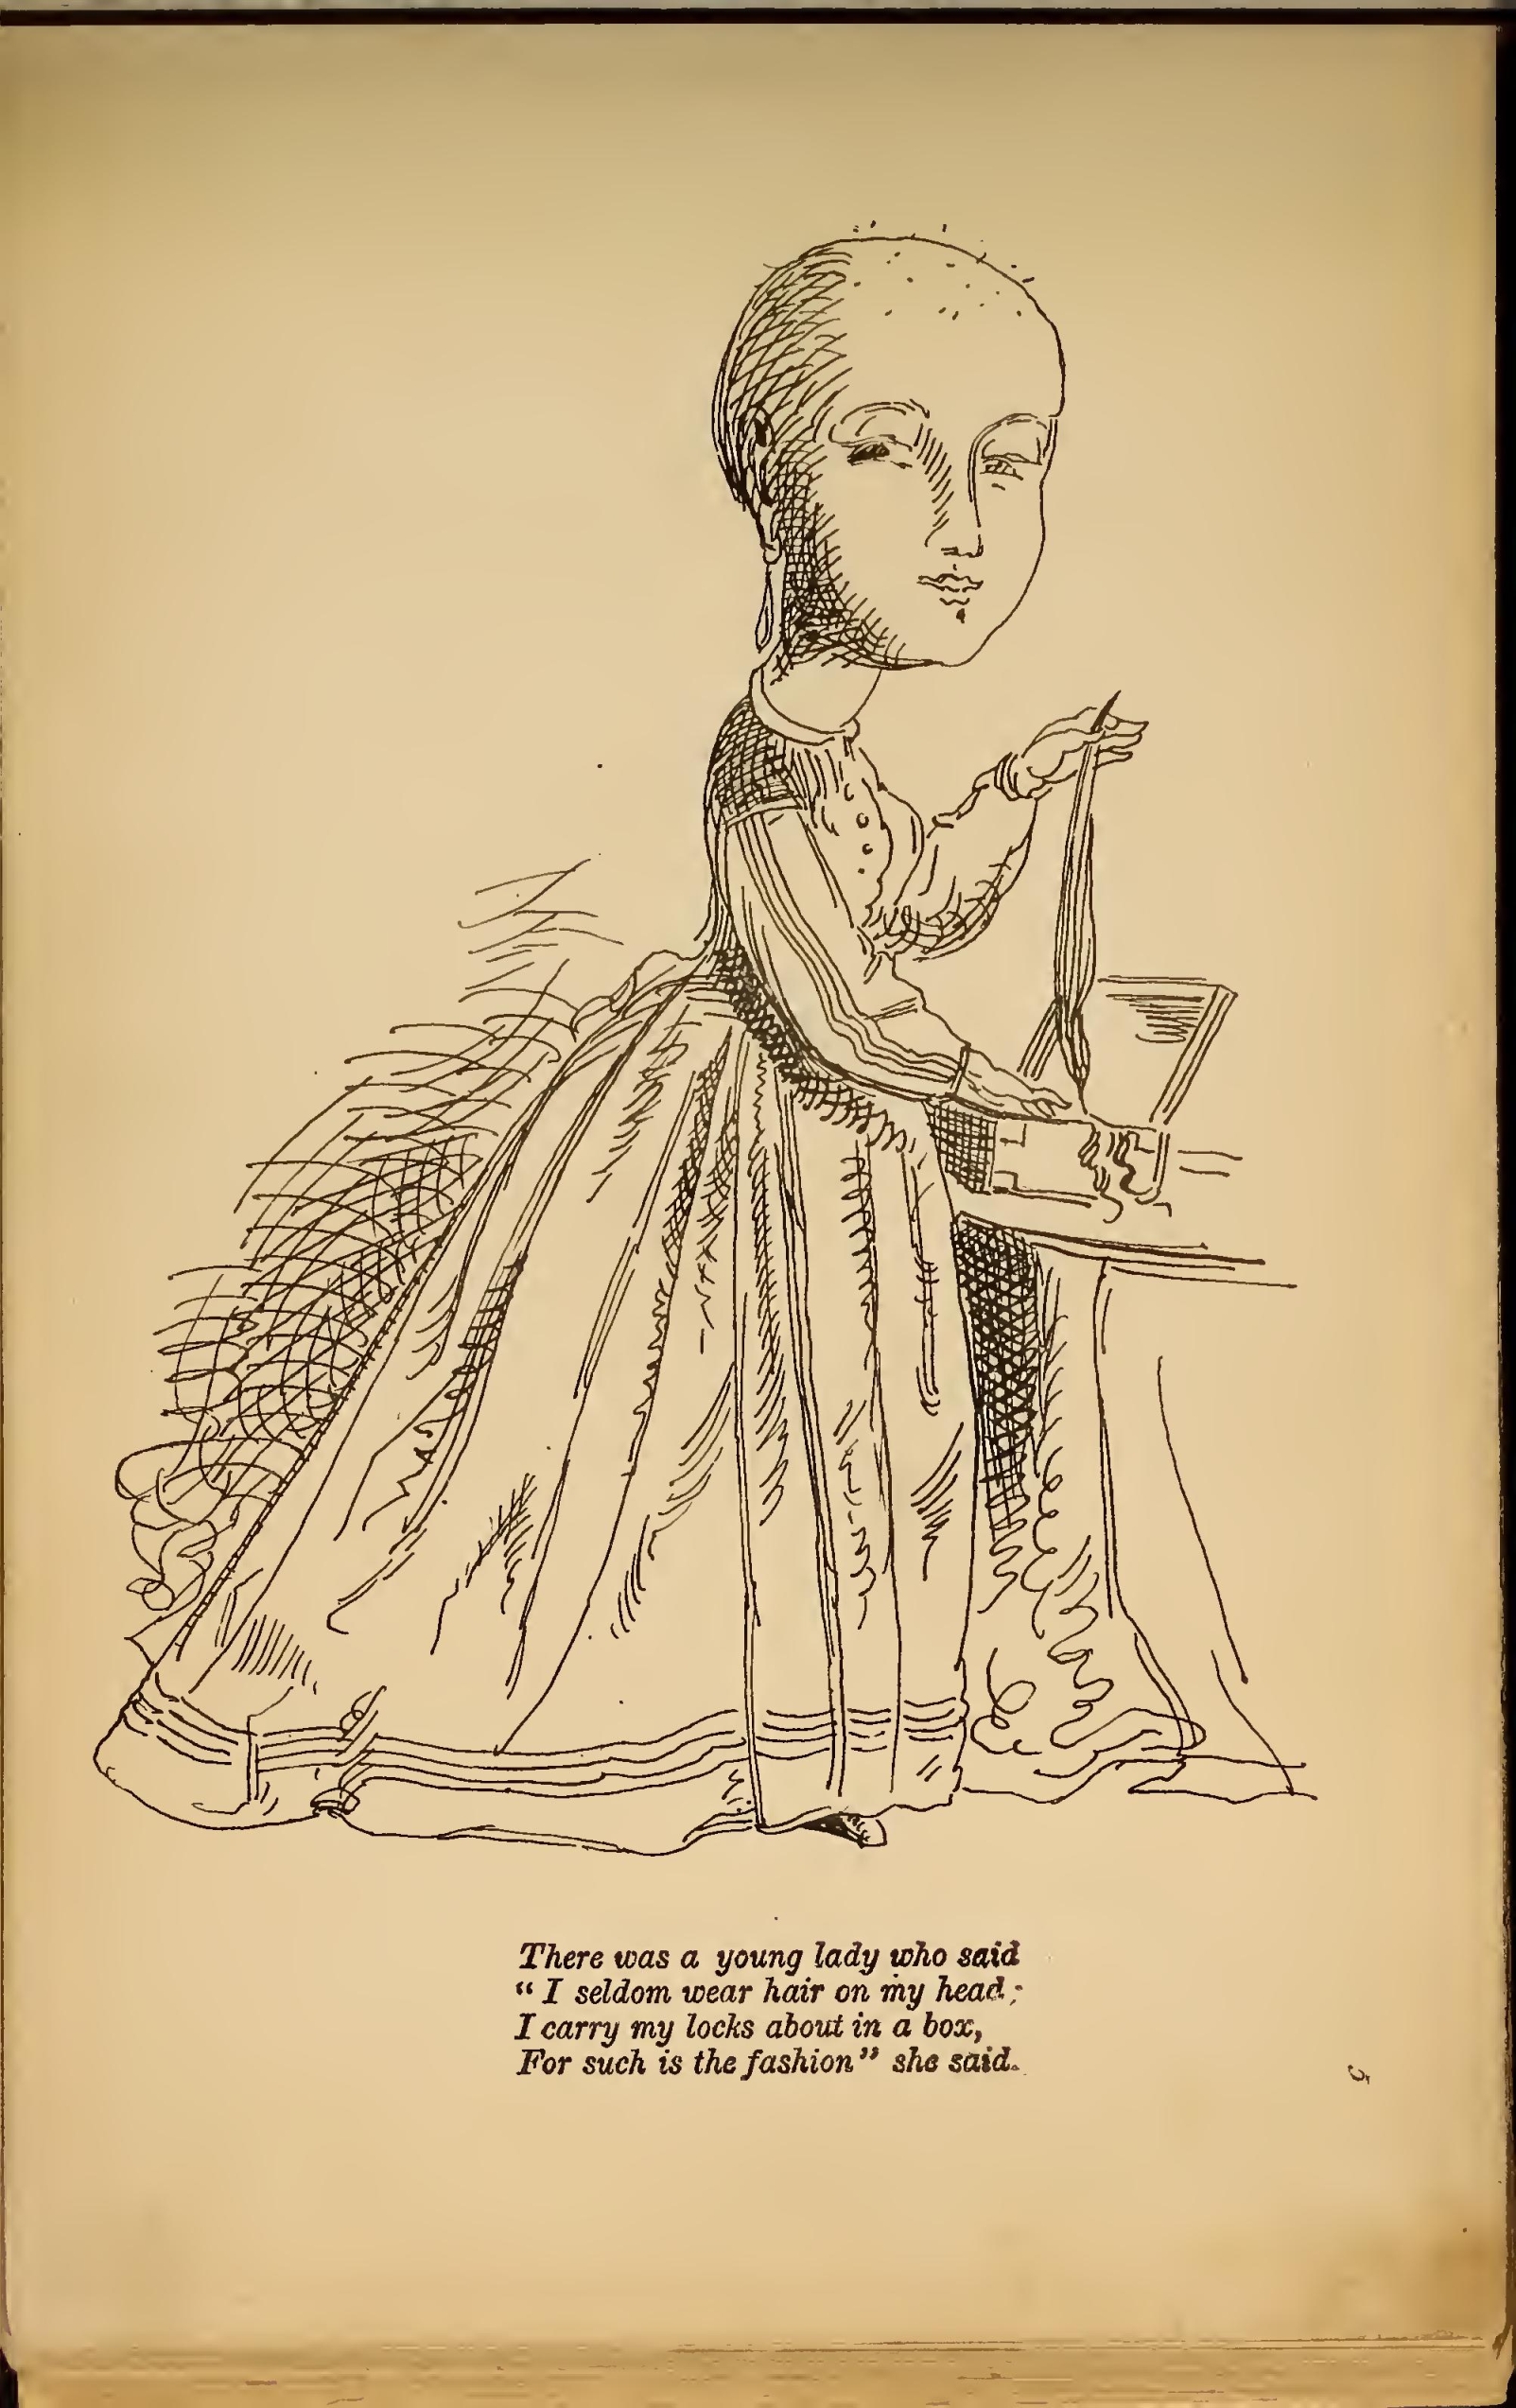 There was a young lady who said
“ I seldom wear hair on my head ;
I carry my locks about in a box,
For such is the fashion” she said.
5